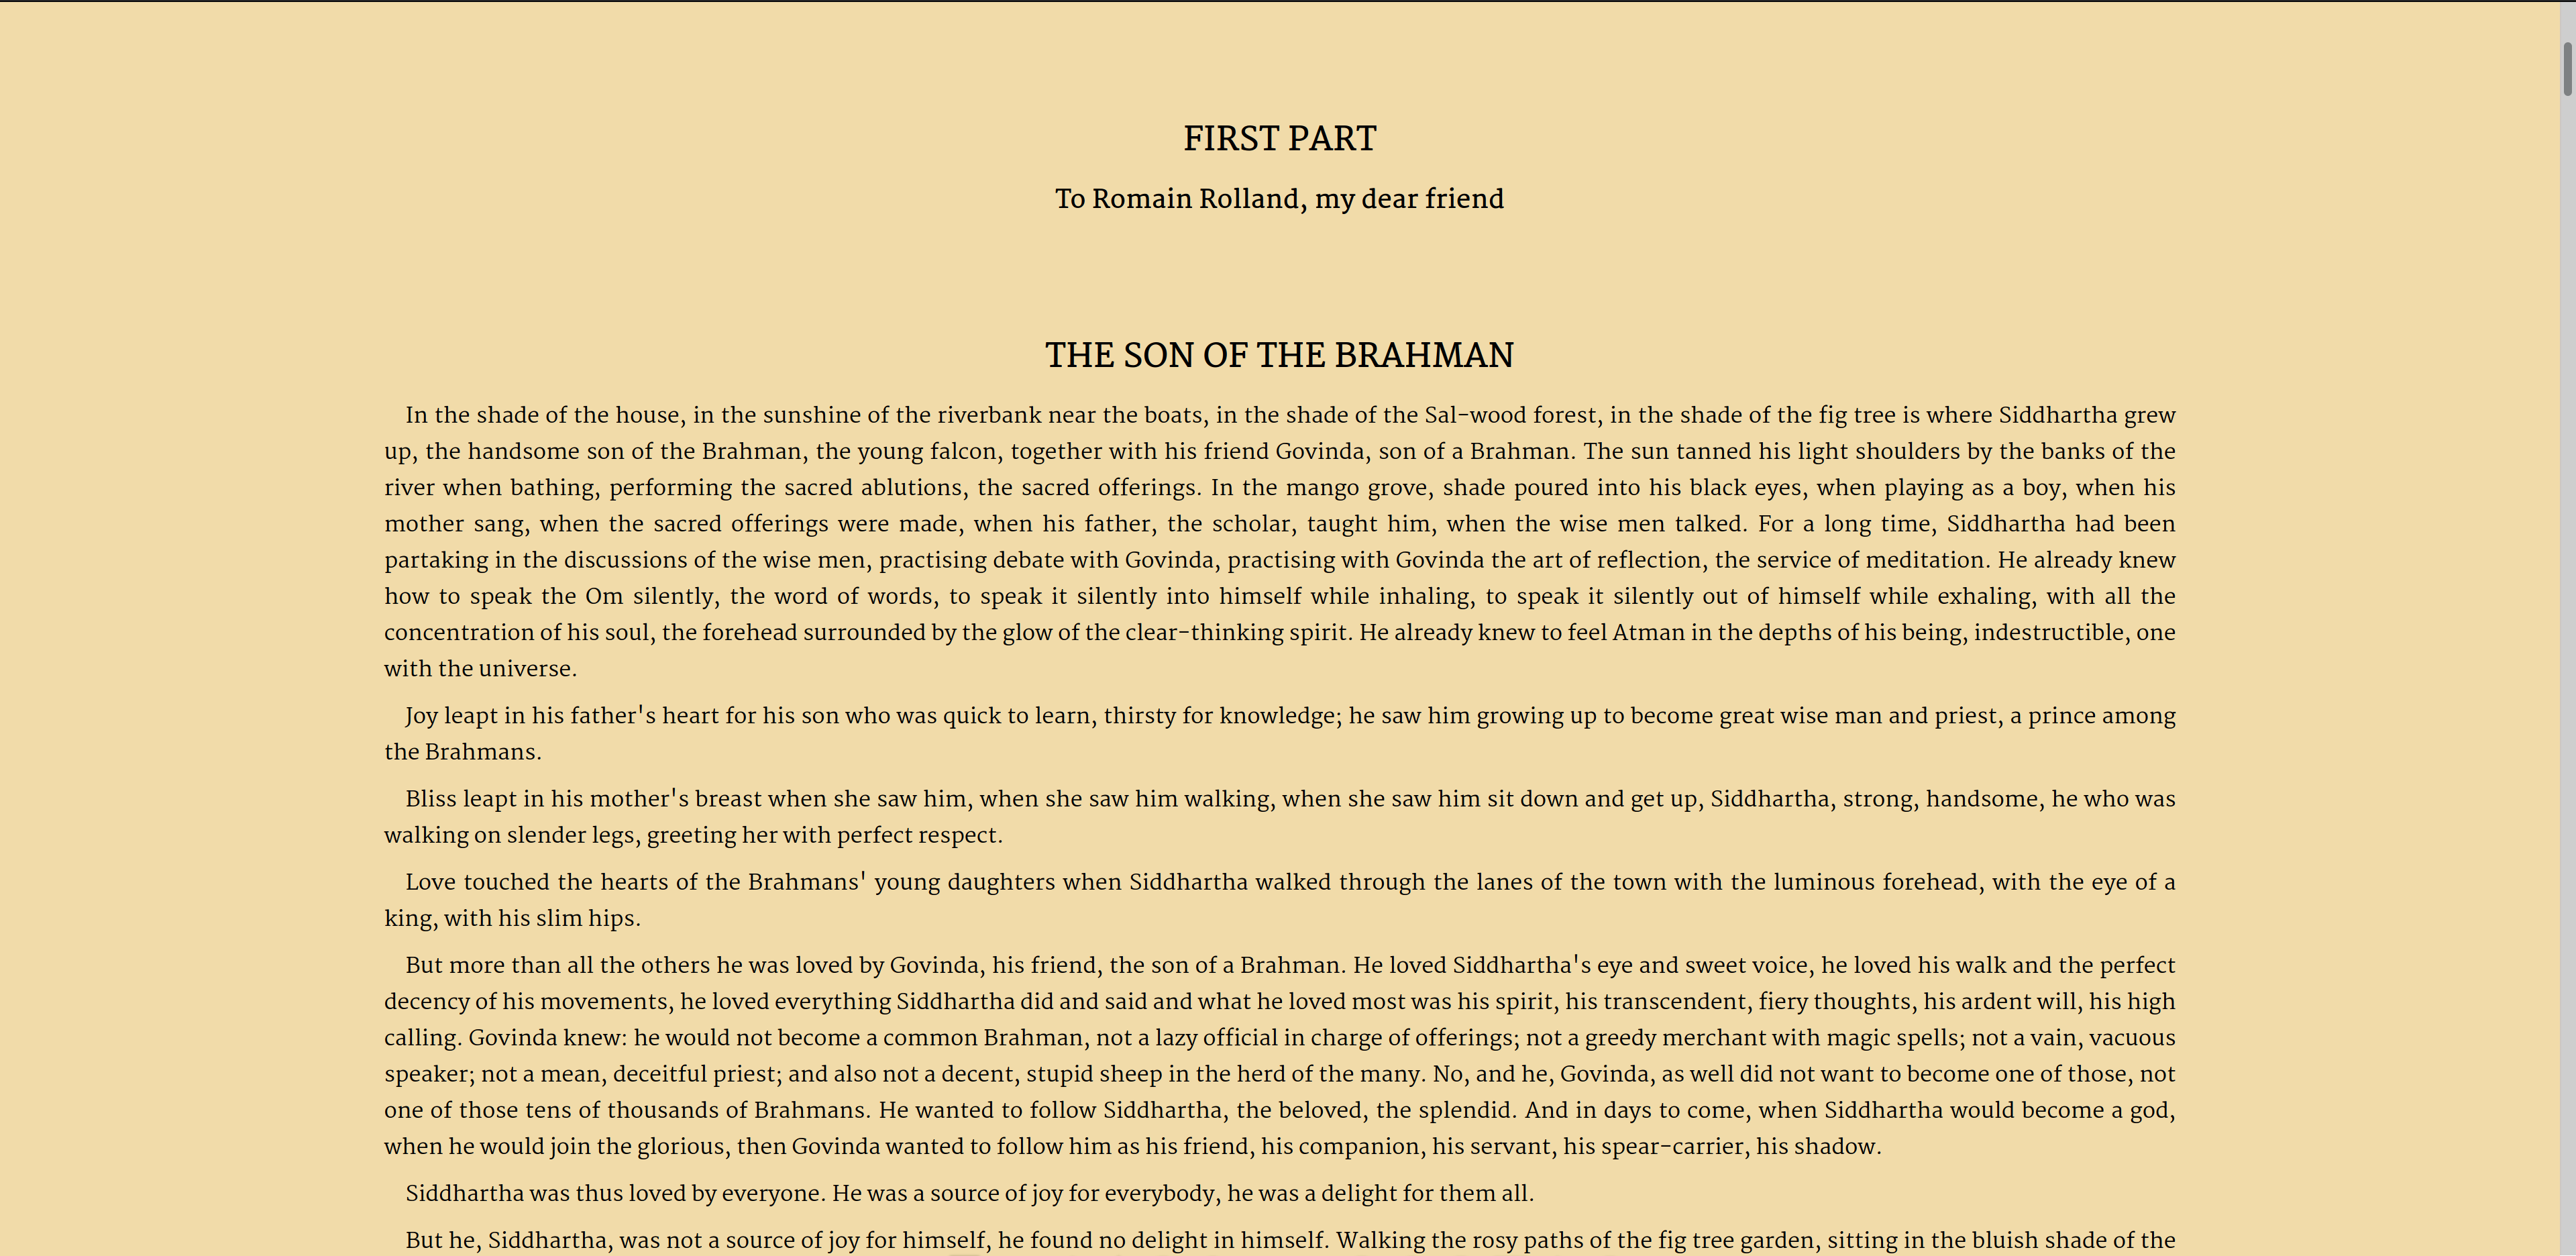 FIRST PART
To Romain Rolland, my dear friend
THE SON OF THE BRAHMAN
In the shade of the house, in the sunshine of the riverbank near the boats, in the shade of the Sal-wood forest, in the shade of the fig tree is where Siddhartha grew
up, the handsome son of the Brahman, the young falcon, together with his friend Govinda, son of a Brahman. The sun tanned his light shoulders by the banks of the
river when bathing, performing the sacred ablutions, the sacred offerings. In the mango grove, shade poured into his black eyes, when playing as a boy, when his
mother sang, when the sacred offerings were made, when his father, the scholar, taught him, when the wise men talked. For a long time, Siddhartha had been
partaking in the discussions of the wise men, practising debate with Govinda, practising with Govinda the art of reflection, the service of meditation. He already knew
how to speak the Om silently, the word of words, to speak it silently into himself while inhaling, to speak it silently out of himself while exhaling, with all the
concentration of his soul, the forehead surrounded by the glow of the clear-thinking spirit. He already knew to feel Atman in the depths of his being, indestructible, one
with the universe.
Joy leapt in his father's heart for his son who was quick to learn, thirsty for knowledge; he saw him growing up to become great wise man and priest, a prince among
the Brahmans.
Bliss leapt in his mother's breast when she saw him, when she saw him walking, when she saw him sit down and get up, Siddhartha, strong, handsome, he who was
walking on slender legs, greeting her with perfect respect.
Love touched the hearts of the Brahmans' young daughters when Siddhartha walked through the lanes of the town with the luminous forehead, with the eye of a
king, with his slim hips.
But more than all the others he was loved by Govinda, his friend, the son of a Brahman. He loved Siddhartha's eye and sweet voice, he loved his walk and the perfect
decency of his movements, he loved everything Siddhartha did and said and what he loved most was his spirit, his transcendent, fiery thoughts, his ardent will, his high
calling. Govinda knew: he would not become a common Brahman, not a lazy official in charge of offerings; not a greedy merchant with magic spells; not a vain, vacuous
speaker; not a mean, deceitful priest; and also not a decent, stupid sheep in the herd of the many. No, and he, Govinda, as well did not want to become one of those, not
one of those tens of thousands of Brahmans. He wanted to follow Siddhartha, the beloved, the splendid. And in days to come, when Siddhartha would become a god,
when he would join the glorious, then Govinda wanted to follow him as his friend, his companion, his servant, his spear-carrier, his shadow.
Siddhartha was thus loved by everyone. He was a source of joy for everybody, he was a delight for them all.
But he, Siddhartha, was not a source of joy for himself, he found no delight in himself. Walking the rosy paths of the fig tree garden, sitting in the bluish shade of the